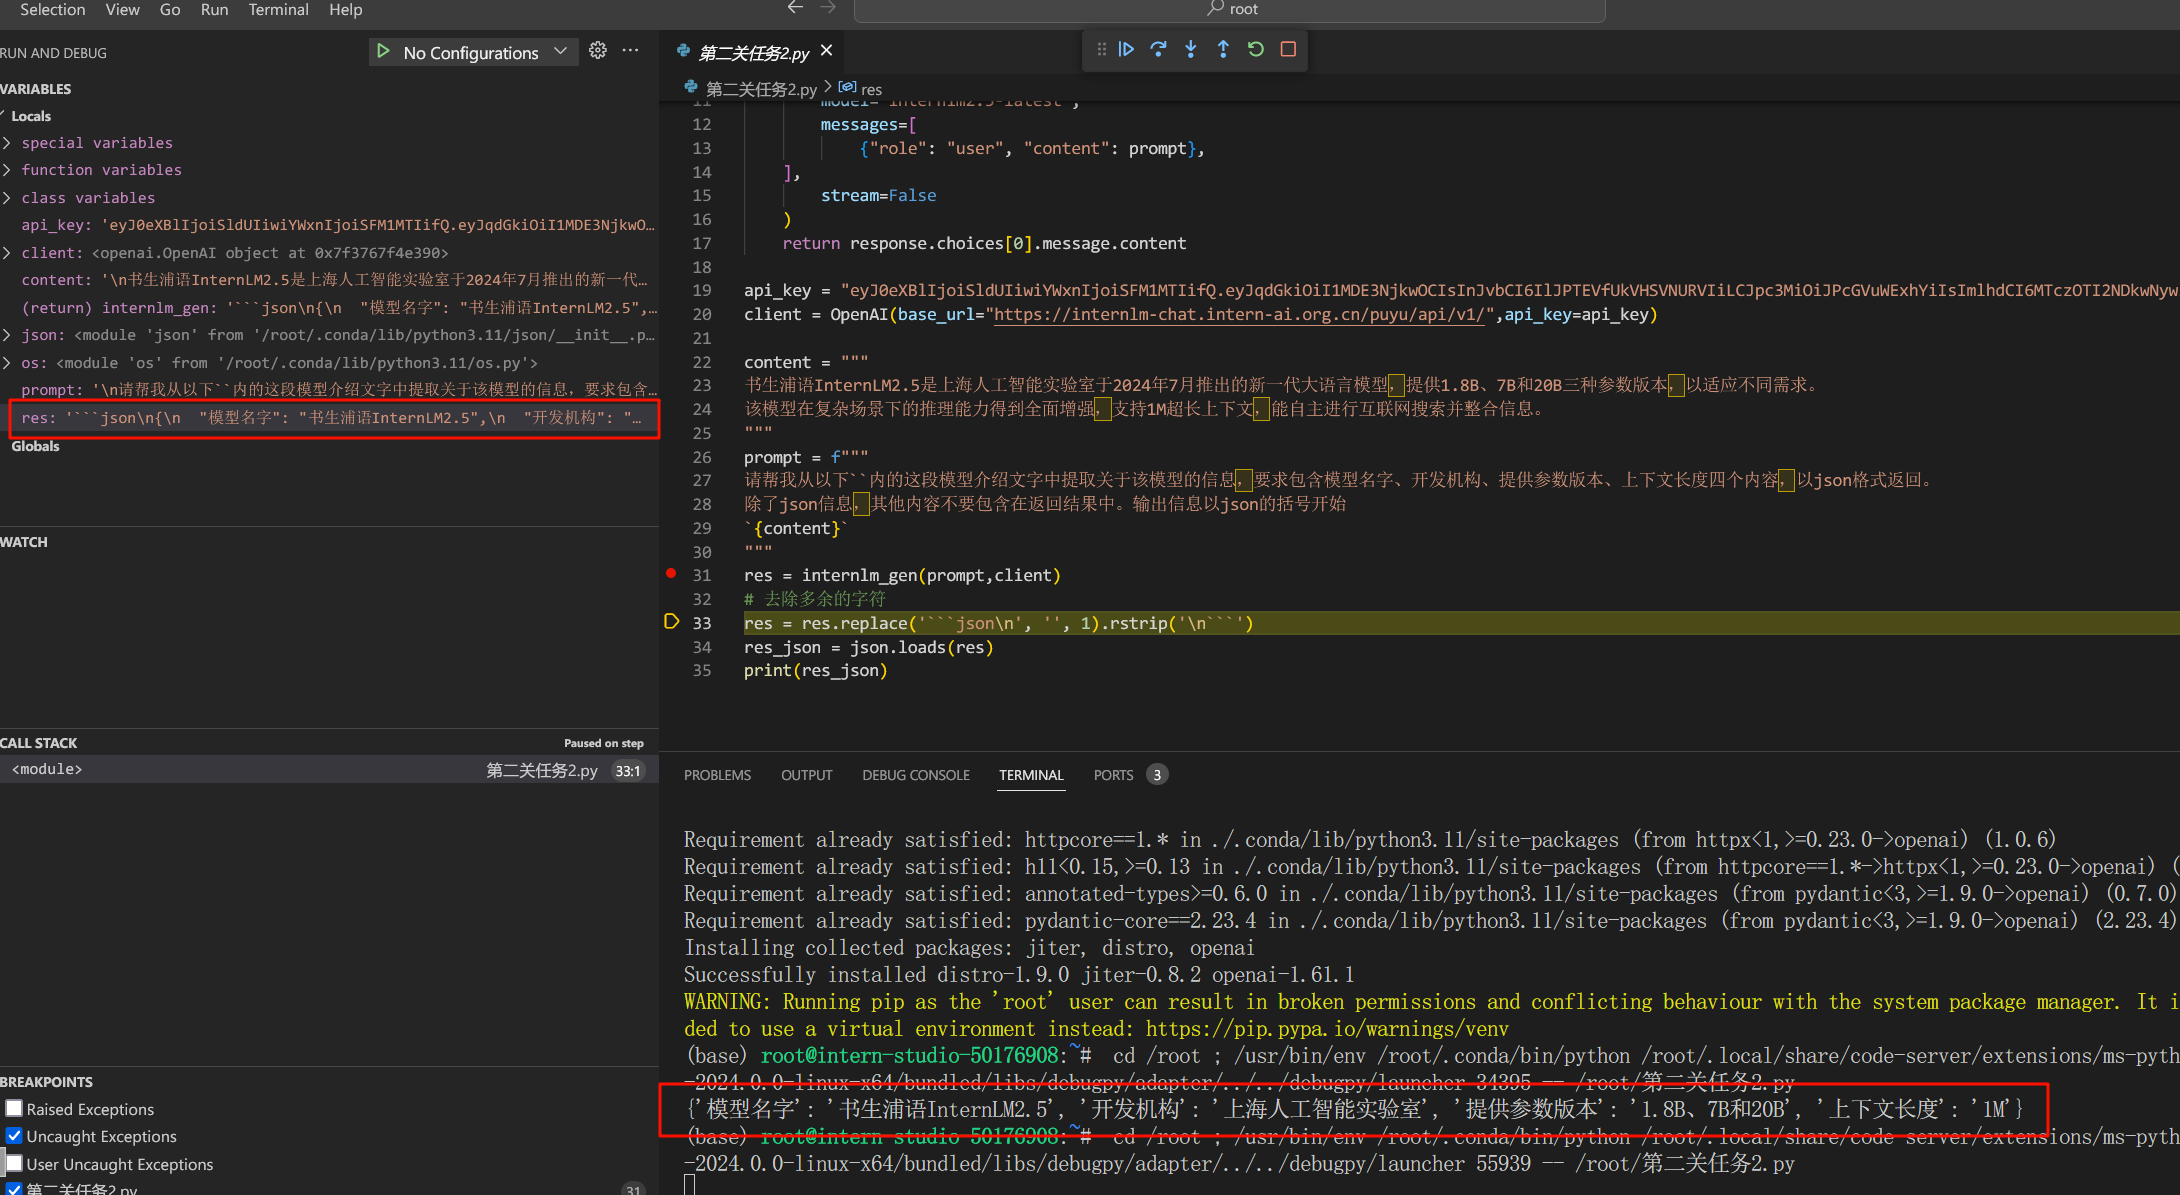 Selection View Go Run Terminal Help
root
RUN AND DEBUG
No Configurations
VARIABLES
Locals
special variables
function variables
class variables
api_key: 'eyJ0eXBlIjoiSldUIiwiYWxnIjoiSFM1MTIifQ.eyJqdGkiOiI1MDE3NjkwO…
client: <openai.OpenAI object at 0x7f3767f4e390>
content: '\n书生浦语InternLM2.5是上海人工智能实验室于2024年7月推出的新一代…
(return) internlm_gen: '```json\n{\n  "模型名字": "书生浦语InternLM2.5",…
json: <module 'json' from '/root/.conda/lib/python3.11/json/__init__.p…
os: <module 'os' from '/root/.conda/lib/python3.11/os.py'>
prompt: '\n请帮我从以下``内的这段模型介绍文字中提取关于该模型的信息，要求包含…
res: '```json\n{\n  "模型名字": "书生浦语InternLM2.5",\n  "开发机构": "…
Globals
WATCH
CALL STACK
Paused on step
<module> 第二关任务2.py 33:1
BREAKPOINTS
Raised Exceptions
Uncaught Exceptions
User Uncaught Exceptions
第二关任务2.py 31
第二关任务2.py
第二关任务2.py > res
11 model="internlm2.5-latest",
12 messages=[
13 {"role": "user", "content": prompt},
14 ],
15 stream=False
16 )
17 return response.choices[0].message.content
18
19 api_key = "eyJ0eXBlIjoiSldUIiwiYWxnIjoiSFM1MTIifQ.eyJqdGkiOiI1MDE3NjkwOCIsInJvbCI6IlJPTEVfUkVHSVNURVIiLCJpc3MiOiJPcGVuWExhYiIsImlhdCI6MTczOTI2NDkwNyw
20 client = OpenAI(base_url="https://internlm-chat.intern-ai.org.cn/puyu/api/v1/",api_key=api_key)
21
22 content = """
23 书生浦语InternLM2.5是上海人工智能实验室于2024年7月推出的新一代大语言模型，提供1.8B、7B和20B三种参数版本，以适应不同需求。
24 该模型在复杂场景下的推理能力得到全面增强，支持1M超长上下文，能自主进行互联网搜索并整合信息。
25 """
26 prompt = f"""
27 请帮我从以下``内的这段模型介绍文字中提取关于该模型的信息，要求包含模型名字、开发机构、提供参数版本、上下文长度四个内容，以json格式返回。
28 除了json信息，其他内容不要包含在返回结果中。输出信息以json的括号开始
29 `{content}`
30 """
31 res = internlm_gen(prompt,client)
32 # 去除多余的字符
33 res = res.replace('```json\n', '', 1).rstrip('\n```')
34 res_json = json.loads(res)
35 print(res_json)
PROBLEMS OUTPUT DEBUG CONSOLE TERMINAL PORTS 3
Requirement already satisfied: httpcore==1.* in ./.conda/lib/python3.11/site-packages (from httpx<1,>=0.23.0->openai) (1.0.6)
Requirement already satisfied: h11<0.15,>=0.13 in ./.conda/lib/python3.11/site-packages (from httpcore==1.*->httpx<1,>=0.23.0->openai) (
Requirement already satisfied: annotated-types>=0.6.0 in ./.conda/lib/python3.11/site-packages (from pydantic<3,>=1.9.0->openai) (0.7.0)
Requirement already satisfied: pydantic-core==2.23.4 in ./.conda/lib/python3.11/site-packages (from pydantic<3,>=1.9.0->openai) (2.23.4)
Installing collected packages: jiter, distro, openai
Successfully installed distro-1.9.0 jiter-0.8.2 openai-1.61.1
WARNING: Running pip as the 'root' user can result in broken permissions and conflicting behaviour with the system package manager. It i
ded to use a virtual environment instead: https://pip.pypa.io/warnings/venv
(base) root@intern-studio-50176908:~#  cd /root ; /usr/bin/env /root/.conda/bin/python /root/.local/share/code-server/extensions/ms-pyth
-2024.0.0-linux-x64/bundled/libs/debugpy/adapter/../../debugpy/launcher 34395 -- /root/第二关任务2.py
{'模型名字': '书生浦语InternLM2.5', '开发机构': '上海人工智能实验室', '提供参数版本': '1.8B、7B和20B', '上下文长度': '1M'}
(base) root@intern-studio-50176908:~#  cd /root ; /usr/bin/env /root/.conda/bin/python /root/.local/share/code-server/extensions/ms-pyth
-2024.0.0-linux-x64/bundled/libs/debugpy/adapter/../../debugpy/launcher 55939 -- /root/第二关任务2.py